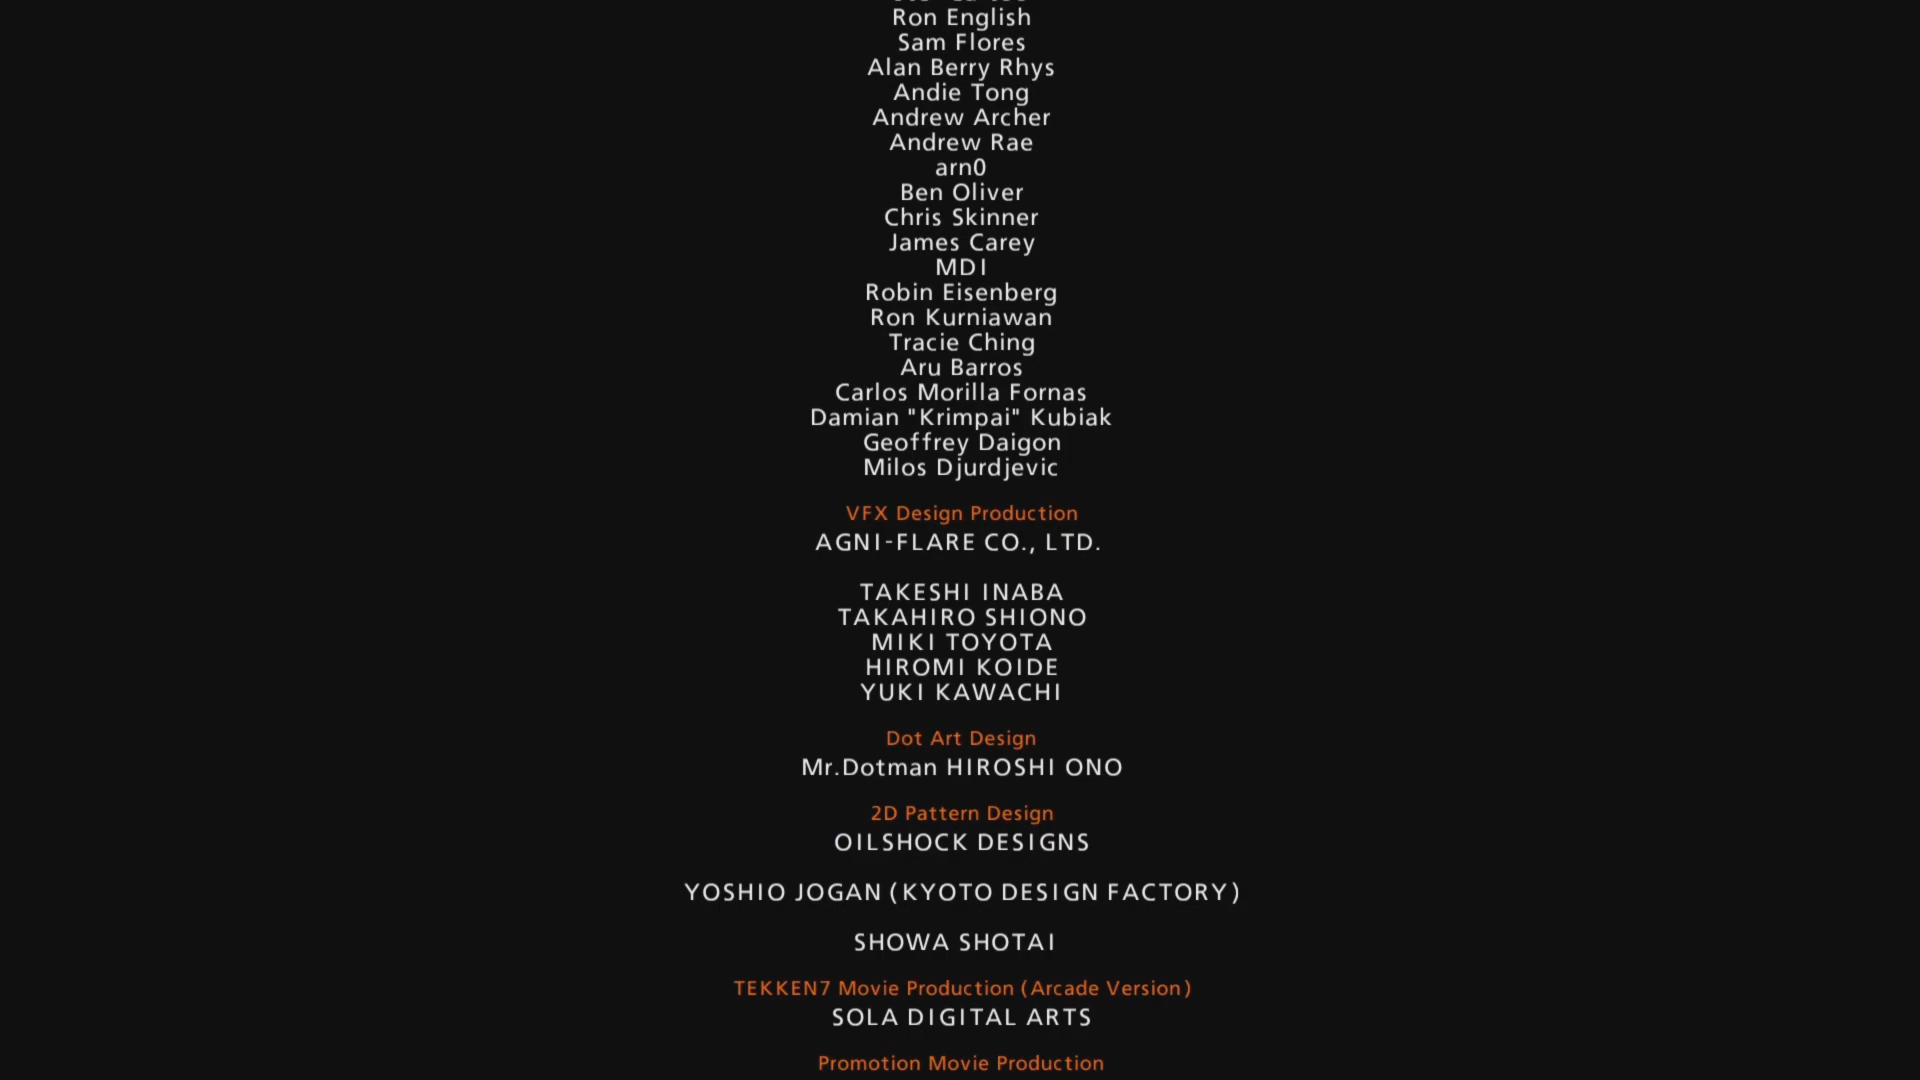 Ron English
Sam Flores
Alan Berry Rhys
Andie Tong
Andrew Archer
Andrew Rae
arn0
Ben Oliver
Chris Skinner
James Carey
MDI
Robin Eisenberg
Ron Kurniawan
Tracie Ching
Aru Barros
Carlos Morilla Fornas
Damian "Krimpai" Kubiak
Geoffrey Daigon
Milos Djurdjevic
VFX Design Production
AGNI-FLARE CO., LTD.
TAKESHI INABA
TAKAHIRO SHIONO
MIKI TOYOTA
HIROMI KOIDE
YUKI KAWACHI
Dot Art Design
Mr.Dotman HIROSHI ONO
2D Pattern Design
OILSHOCK DESIGNS
YOSHIO JOGAN (KYOTO DESIGN FACTORY)
SHOWA SHOTAI
TEKKEN7 Movie Production (Arcade Version)
SOLA DIGITAL ARTS
Promotion Movie Production